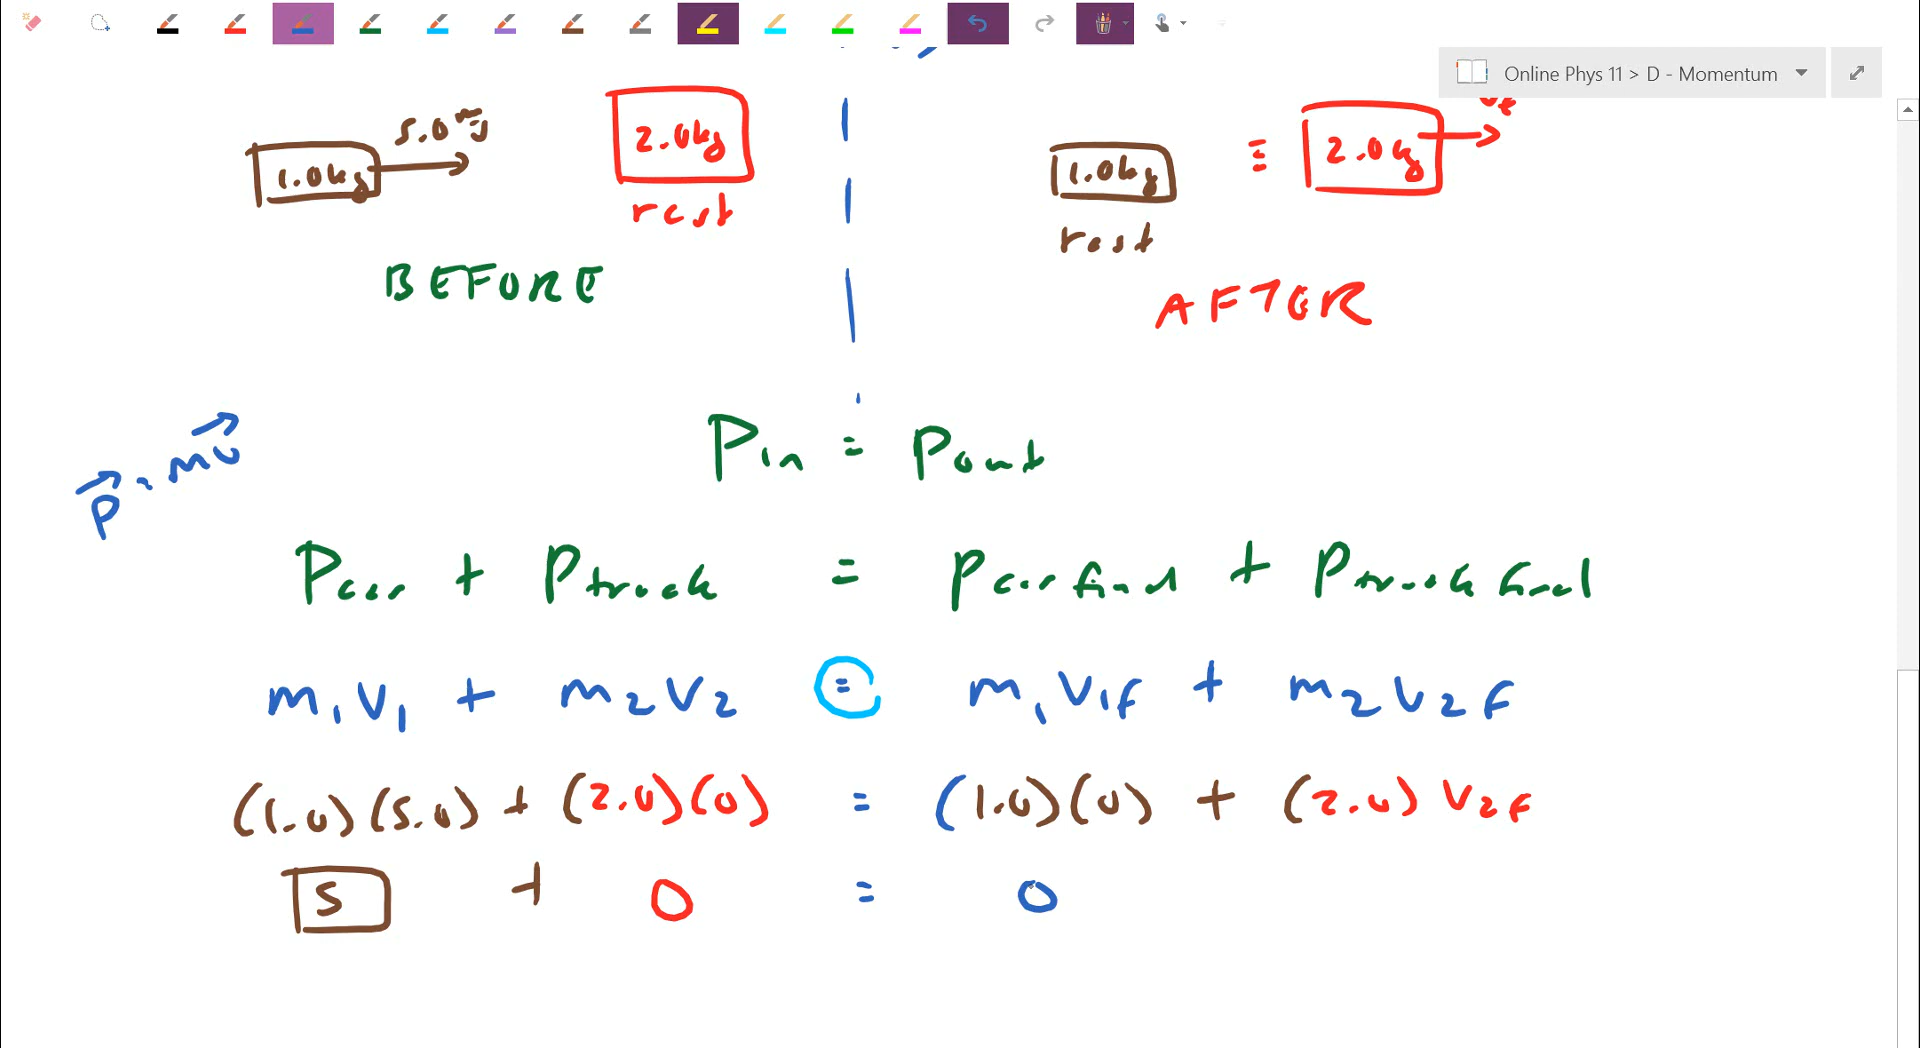 Online Phys 11 > D - Momentum
5.0 m/s
1.0kg
2.0kg
rest
1.0kg
rest
2.0kg
BEFORE
AFTER
p = mv
Pin = Pout
Pcar + Ptruck = Pcar final + Ptruck final
m1v1 + m2v2 = m1v1f + m2v2f
(1.0)(5.0) + (2.0)(0) = (1.0)(0) + (2.0) v2f
5 + 0 = 0